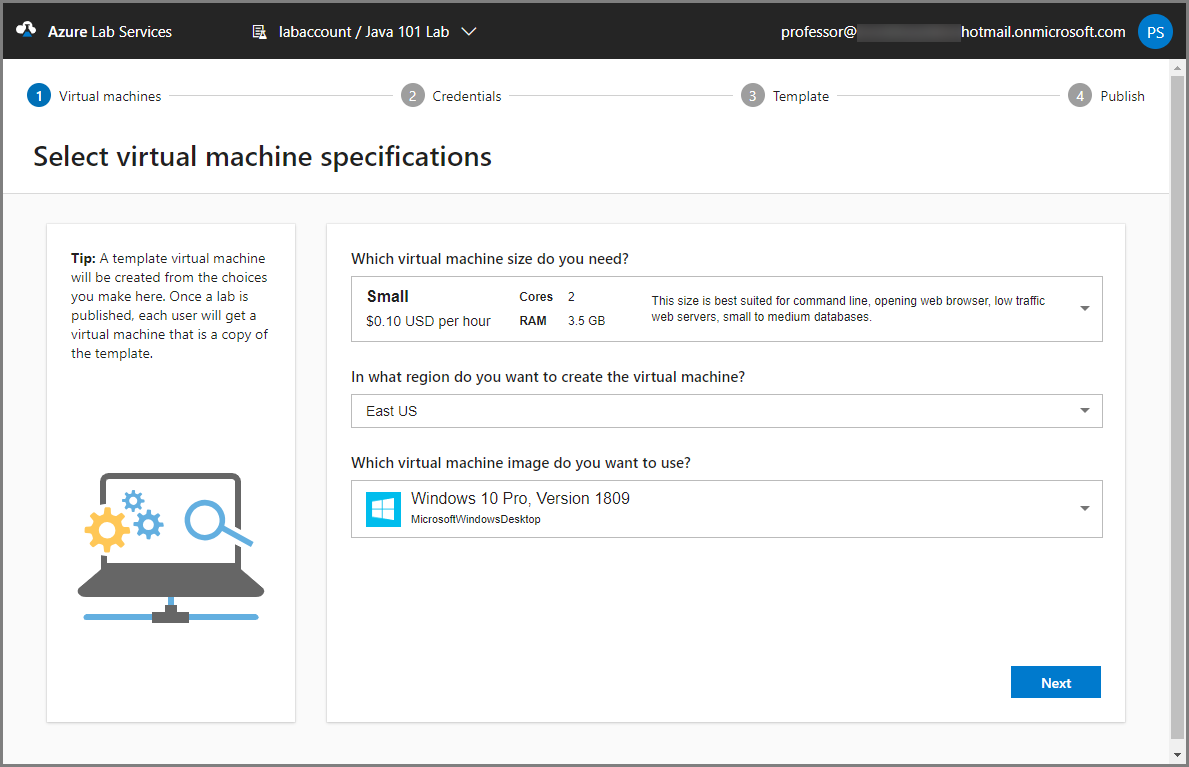 Azure Lab Services
labaccount / Java 101 Lab
professor@ hotmail.onmicrosoft.com
PS
1 Virtual machines
2 Credentials
3 Template
4 Publish
Select virtual machine specifications
Tip: A template virtual machine
will be created from the choices
you make here. Once a lab is
published, each user will get a
virtual machine that is a copy of
the template.
Which virtual machine size do you need?
Small
$0.10 USD per hour
Cores 2
RAM 3.5 GB
This size is best suited for command line, opening web browser, low traffic
web servers, small to medium databases.
In what region do you want to create the virtual machine?
East US
Which virtual machine image do you want to use?
Windows 10 Pro, Version 1809
MicrosoftWindowsDesktop
Next